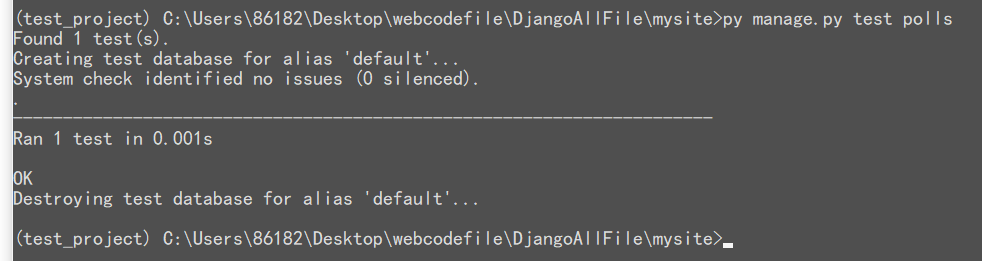 (test_project) C:\Users\86182\Desktop\webcodefile\DjangoAllFile\mysite>py manage.py test polls
Found 1 test(s).
Creating test database for alias 'default'...
System check identified no issues (0 silenced).
.
----------------------------------------------------------------------
Ran 1 test in 0.001s
OK
Destroying test database for alias 'default'...
(test_project) C:\Users\86182\Desktop\webcodefile\DjangoAllFile\mysite>